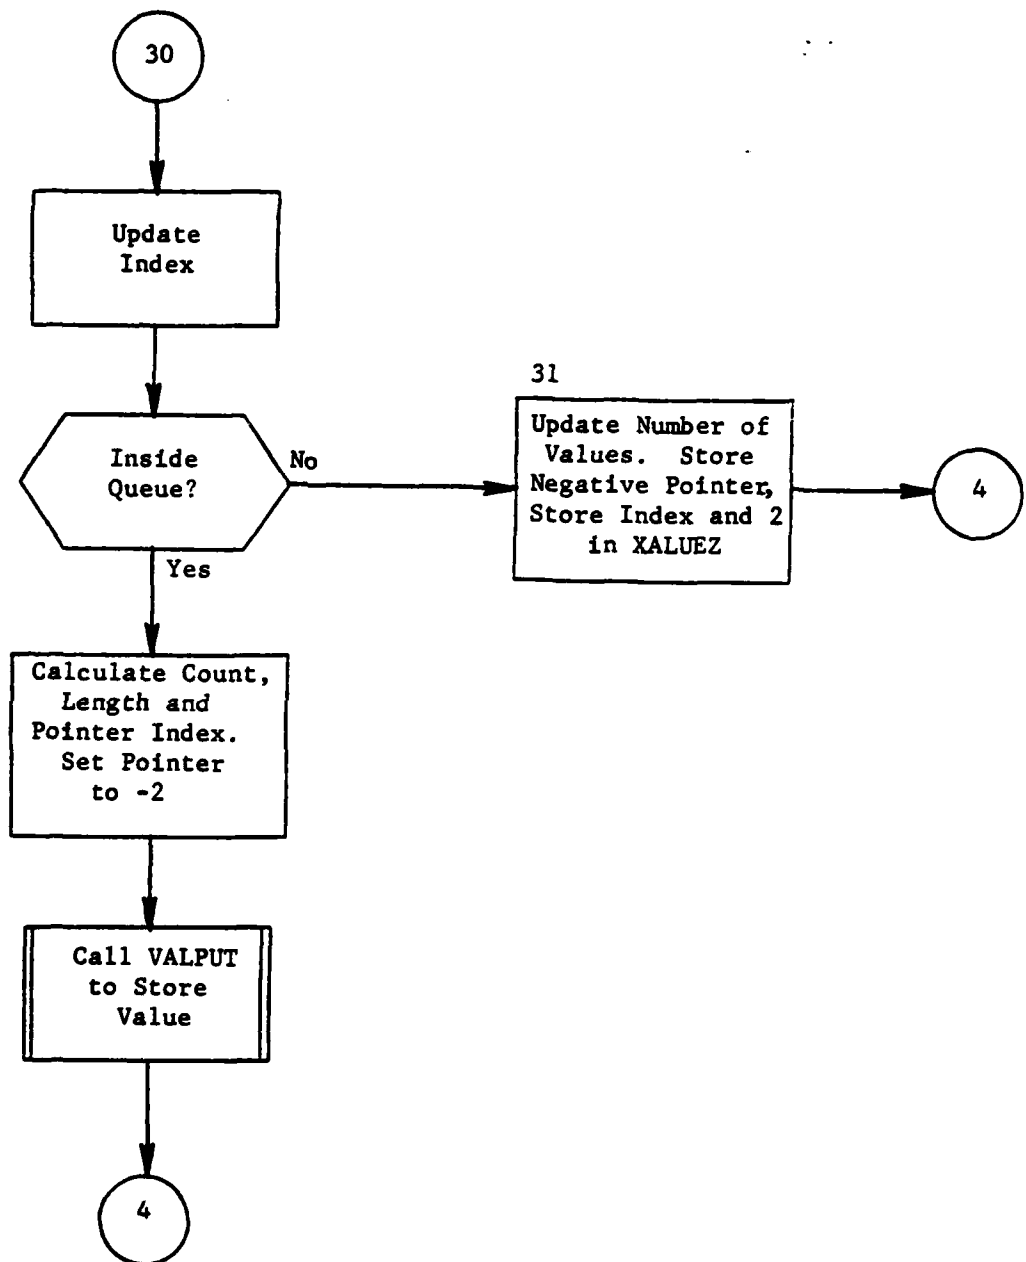 30
Update
Index
Inside
Queue?
No
Yes
31
Update Number of
Values. Store
Negative Pointer,
Store Index and 2
in XALUEZ
4
Calculate Count,
Length and
Pointer Index.
Set Pointer
to -2
Call VALPUT
to Store
Value
4